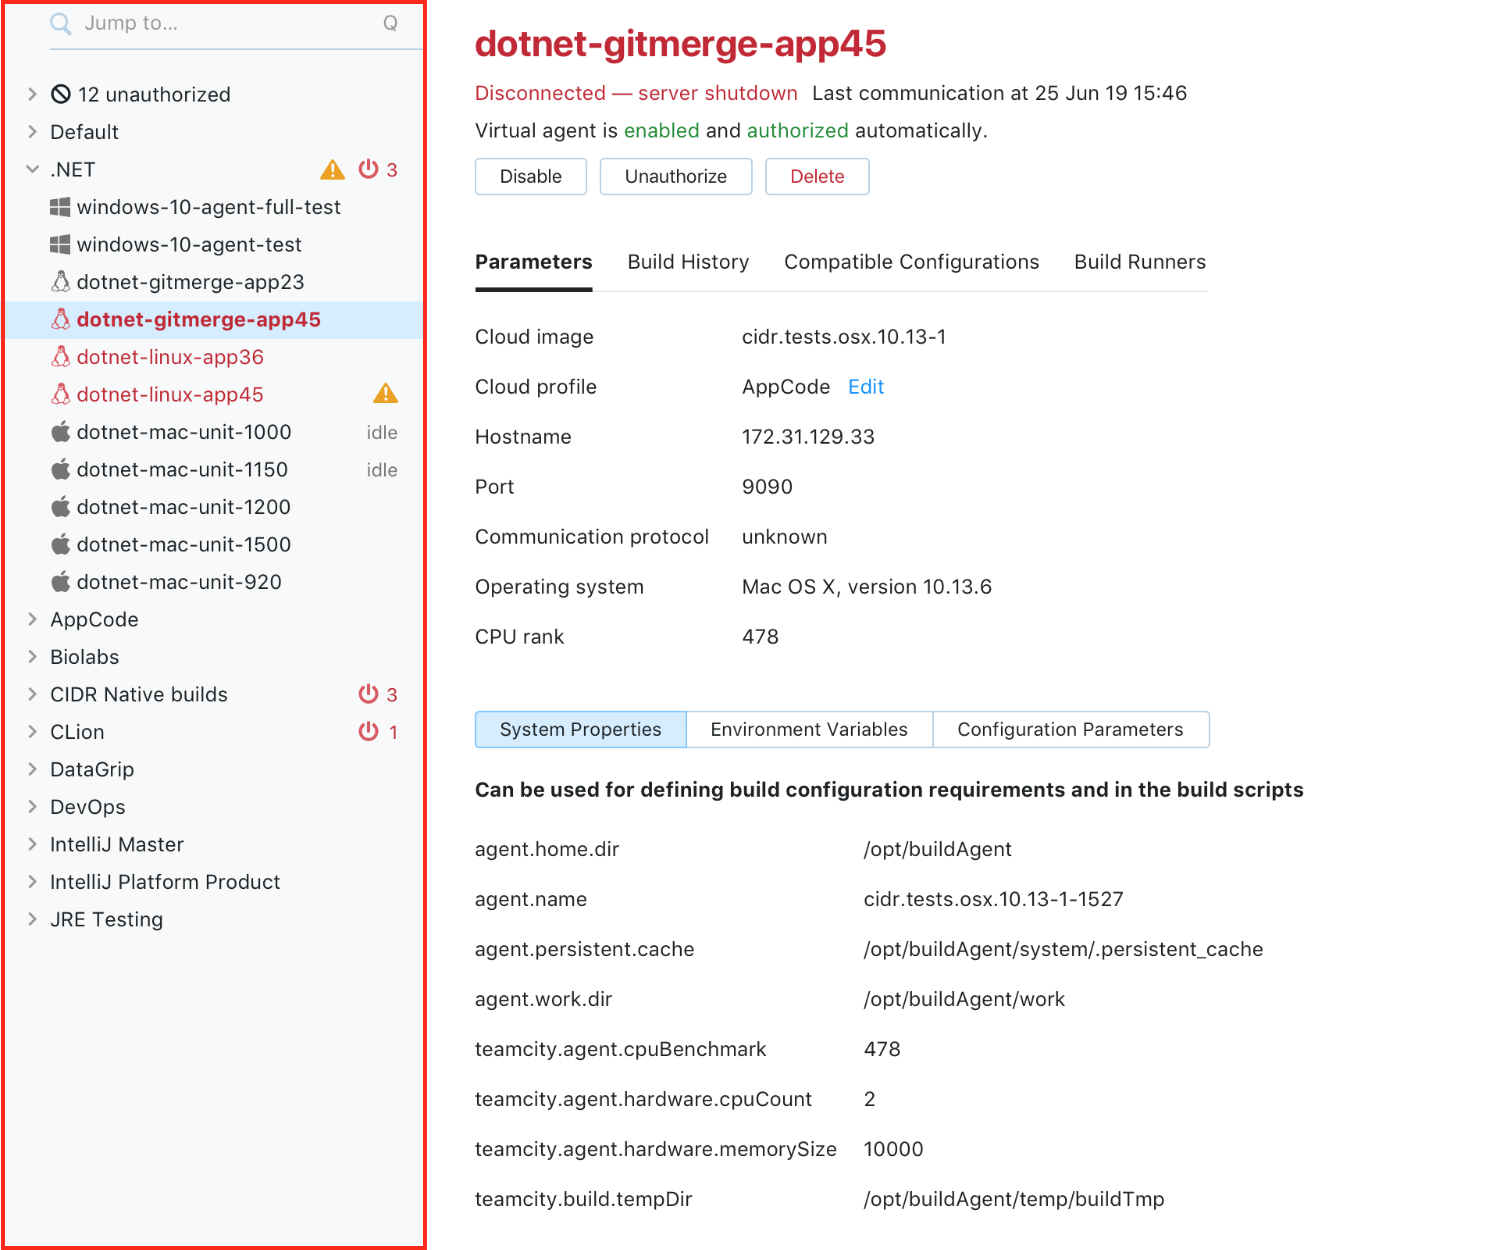 Jump to... Q
12 unauthorized
Default
.NET 3
windows-10-agent-full-test
windows-10-agent-test
dotnet-gitmerge-app23
dotnet-gitmerge-app45
dotnet-linux-app36
dotnet-linux-app45
dotnet-mac-unit-1000 idle
dotnet-mac-unit-1150 idle
dotnet-mac-unit-1200
dotnet-mac-unit-1500
dotnet-mac-unit-920
AppCode
Biolabs
CIDR Native builds 3
CLion 1
DataGrip
DevOps
IntelliJ Master
IntelliJ Platform Product
JRE Testing
dotnet-gitmerge-app45
Disconnected — server shutdown Last communication at 25 Jun 19 15:46
Virtual agent is enabled and authorized automatically.
Disable Unauthorize Delete
Parameters Build History Compatible Configurations Build Runners
Cloud image cidr.tests.osx.10.13-1
Cloud profile AppCode Edit
Hostname 172.31.129.33
Port 9090
Communication protocol unknown
Operating system Mac OS X, version 10.13.6
CPU rank 478
System Properties Environment Variables Configuration Parameters
Can be used for defining build configuration requirements and in the build scripts
agent.home.dir /opt/buildAgent
agent.name cidr.tests.osx.10.13-1-1527
agent.persistent.cache /opt/buildAgent/system/.persistent_cache
agent.work.dir /opt/buildAgent/work
teamcity.agent.cpuBenchmark 478
teamcity.agent.hardware.cpuCount 2
teamcity.agent.hardware.memorySize 10000
teamcity.build.tempDir /opt/buildAgent/temp/buildTmp